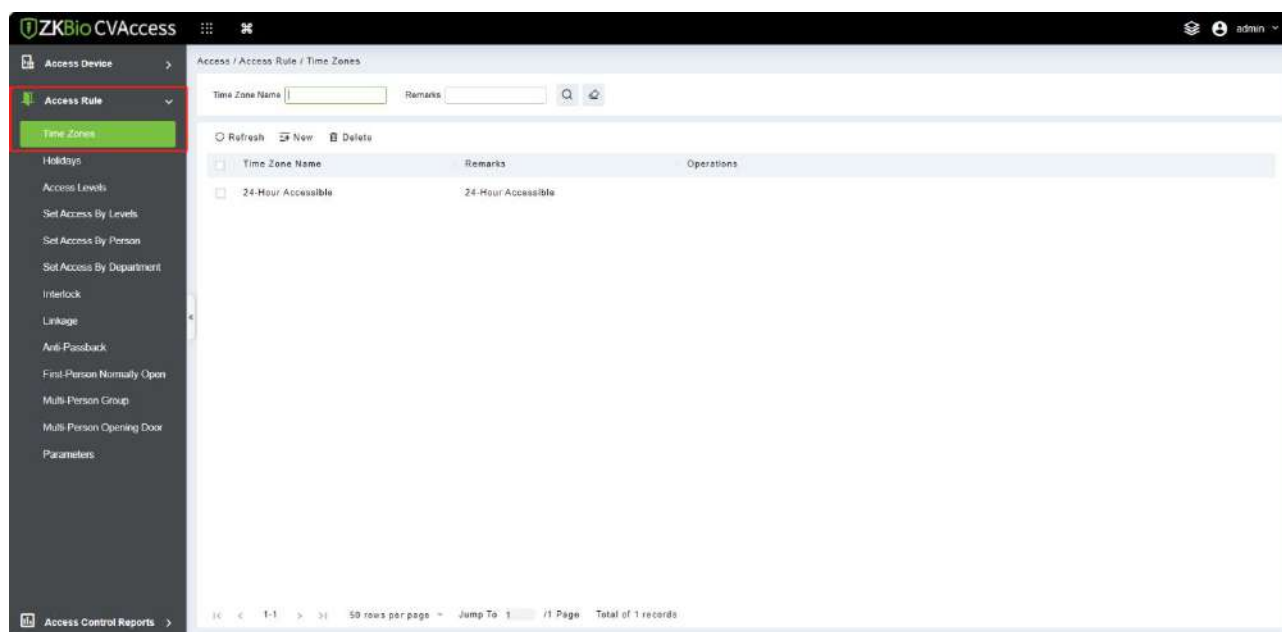 ZKBio CVAccess
admin
Access Device
Access / Access Rule / Time Zones
Access Rule
Time Zone Name
Remarks
Time Zones
Refresh New Delete
Holidays
Time Zone Name Remarks Operations
Access Levels
24-Hour Accessible 24-Hour Accessible
Set Access By Levels
Set Access By Person
Set Access By Department
Interlock
Linkage
Anti-Passback
First-Person Normally Open
Multi-Person Group
Multi-Person Opening Door
Parameters
Access Control Reports
|< < 1-1 > >| 50 rows per page Jump To 1 /1 Page Total of 1 records